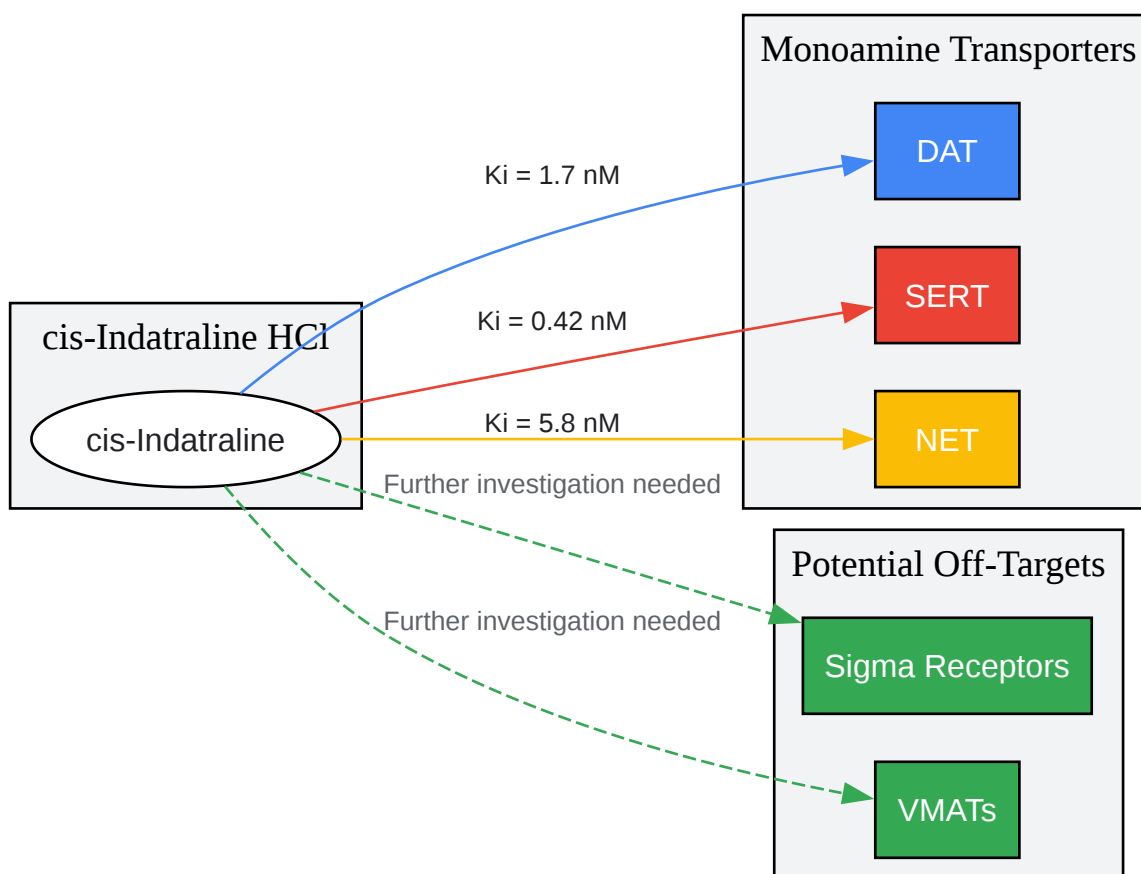 Monoamine Transporters
DAT
Ki = 1.7 nM
SERT
Ki = 0.42 nM
cis-Indatraline HCl
cis-Indatraline
Ki = 5.8 nM
NET
Further investigation needed
Potential Off-Targets
Further investigation needed
Sigma Receptors
VMATs